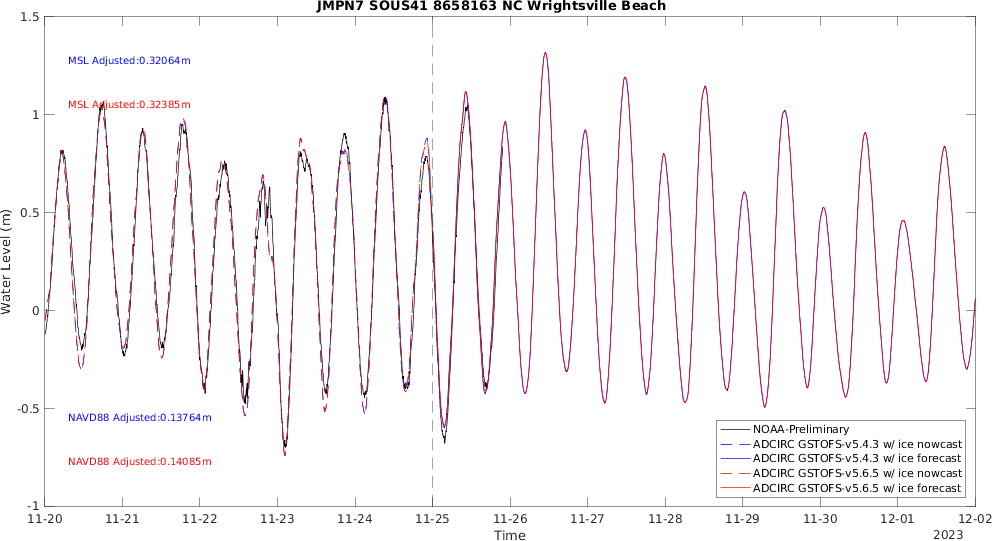 JMPN7 SOUS41 8658163 NC Wrightsville Beach
1.5
1
0.5
0
-0.5
-1
Water Level (m)
MSL Adjusted:0.32064m
MSL Adjusted:0.32385m
NAVD88 Adjusted:0.13764m
NAVD88 Adjusted:0.14085m
NOAA-Preliminary
ADCIRC GSTOFS-v5.4.3 w/ ice nowcast
ADCIRC GSTOFS-v5.4.3 w/ ice forecast
ADCIRC GSTOFS-v5.6.5 w/ ice nowcast
ADCIRC GSTOFS-v5.6.5 w/ ice forecast
11-20 11-21 11-22 11-23 11-24 11-25 11-26 11-27 11-28 11-29 11-30 12-01 12-02
Time
2023